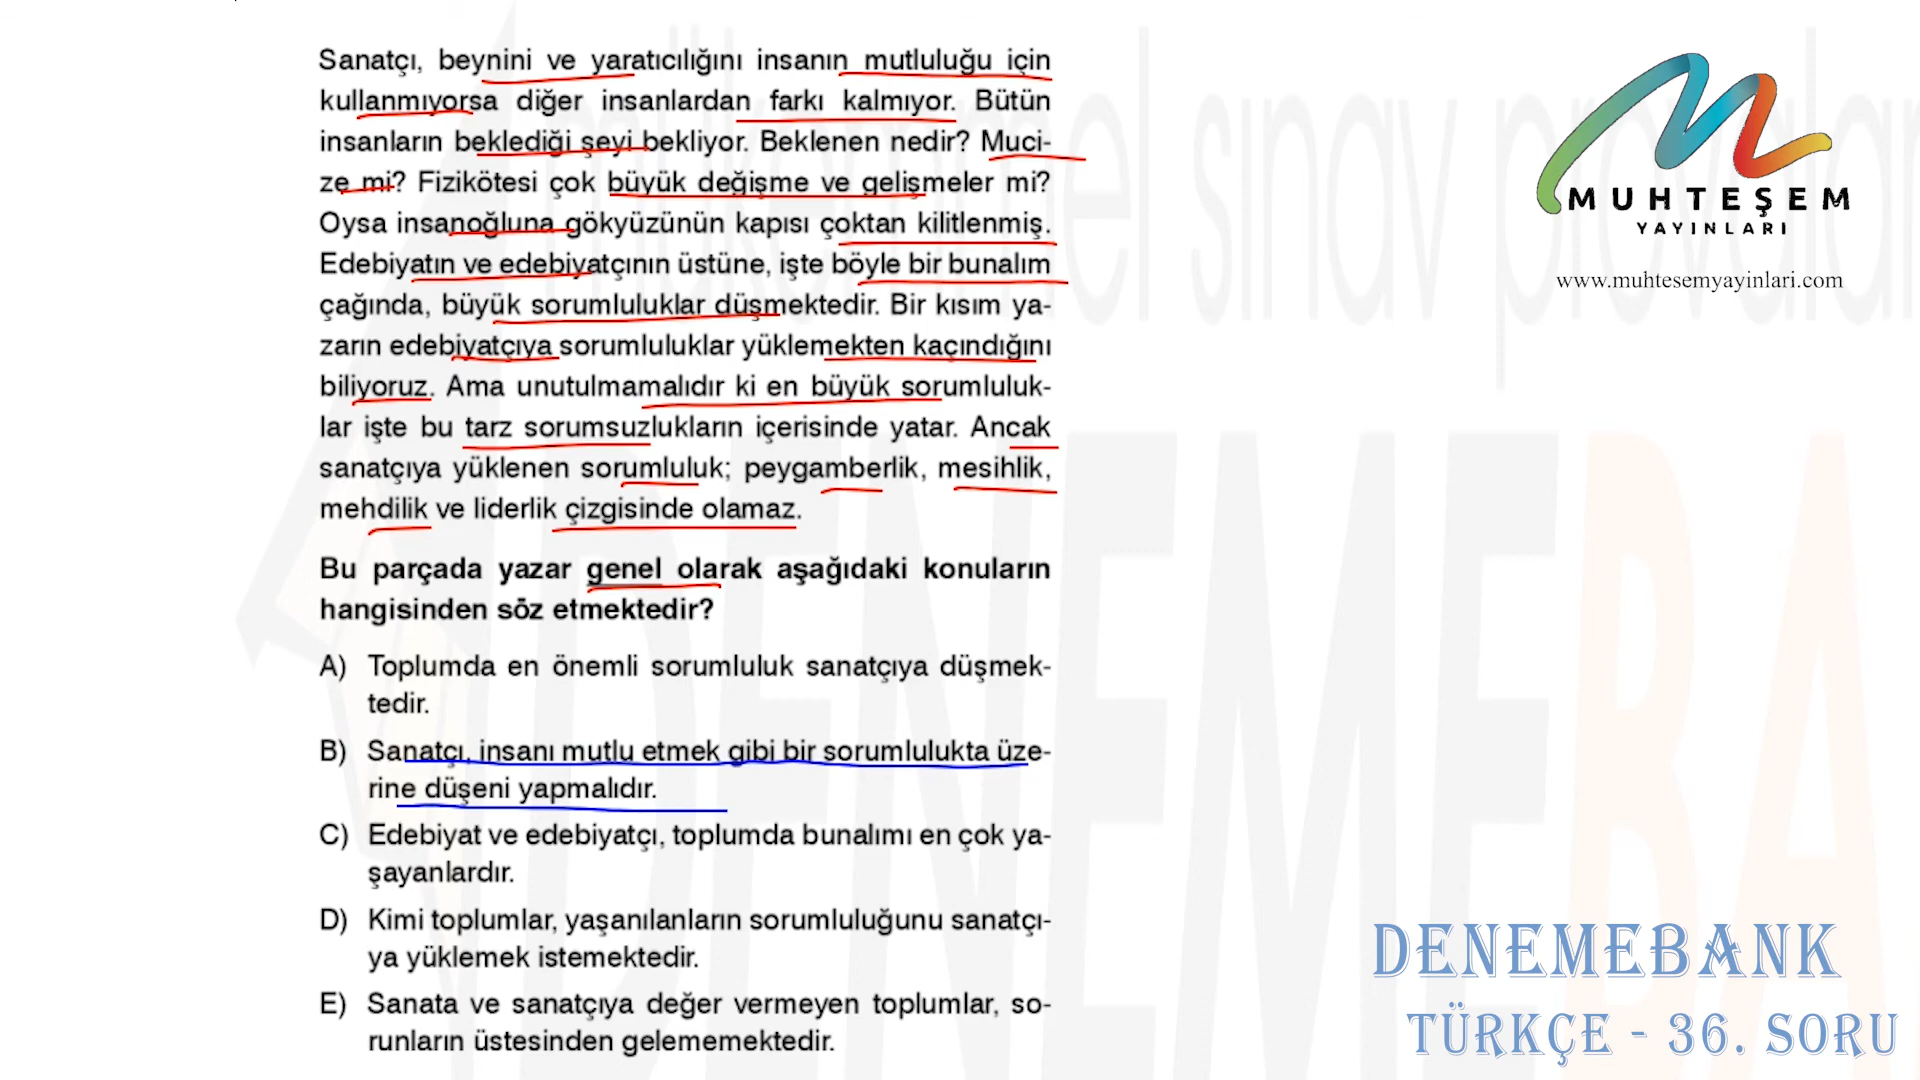 Sanatçı, beynini ve yaratıcılığını insanın mutluluğu için
kullanmıyorsa diğer insanlardan farkı kalmıyor. Bütün
insanların beklediği şeyi bekliyor. Beklenen nedir? Muci-
ze mi? Fizikötesi çok büyük değişme ve gelişmeler mi?
Oysa insanoğluna gökyüzünün kapısı çoktan kilitlenmiş.
Edebiyatın ve edebiyatçının üstüne, işte böyle bir bunalım
çağında, büyük sorumluluklar düşmektedir. Bir kısım ya-
zarın edebiyatçıya sorumluluklar yüklemekten kaçındığını
biliyoruz. Ama unutulmamalıdır ki en büyük sorumluluk-
lar işte bu tarz sorumsuzlukların içerisinde yatar. Ancak
sanatçıya yüklenen sorumluluk; peygamberlik, mesihlik,
mehdilik ve liderlik çizgisinde olamaz.
Bu parçada yazar genel olarak aşağıdaki konuların
hangisinden söz etmektedir?
A) Toplumda en önemli sorumluluk sanatçıya düşmek-
tedir.
B) Sanatçı, insanı mutlu etmek gibi bir sorumlulukta üze-
rine düşeni yapmalıdır.
C) Edebiyat ve edebiyatçı, toplumda bunalımı en çok ya-
şayanlardır.
D) Kimi toplumlar, yaşanılanların sorumluluğunu sanatçı-
ya yüklemek istemektedir.
E) Sanata ve sanatçıya değer vermeyen toplumlar, so-
runların üstesinden gelememektedir.
MUHTEŞEM
YAYINLARI
www.muhtesemyayinlari.com
DENEMEBANK
TÜRKÇE - 36. SORU
DENEMEBA
sınav provaları